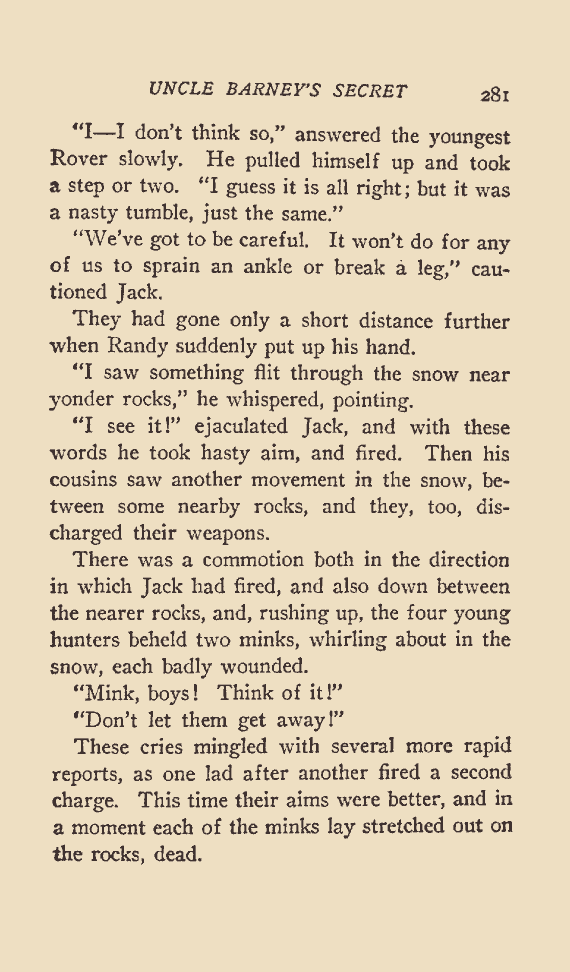 UNCLE BARNEY'S SECRET 281
"I—I don't think so," answered the youngest
Rover slowly. He pulled himself up and took
a step or two. "I guess it is all right; but it was
a nasty tumble, just the same."
"We've got to be careful. It won't do for any
of us to sprain an ankle or break a leg," cau-
tioned Jack.
They had gone only a short distance further
when Randy suddenly put up his hand.
"I saw something flit through the snow near
yonder rocks," he whispered, pointing.
"I see it!" ejaculated Jack, and with these
words he took hasty aim, and fired. Then his
cousins saw another movement in the snow, be-
tween some nearby rocks, and they, too, dis-
charged their weapons.
There was a commotion both in the direction
in which Jack had fired, and also down between
the nearer rocks, and, rushing up, the four young
hunters beheld two minks, whirling about in the
snow, each badly wounded.
"Mink, boys! Think of it!"
"Don't let them get away!"
These cries mingled with several more rapid
reports, as one lad after another fired a second
charge. This time their aims were better, and in
a moment each of the minks lay stretched out on
the rocks, dead.